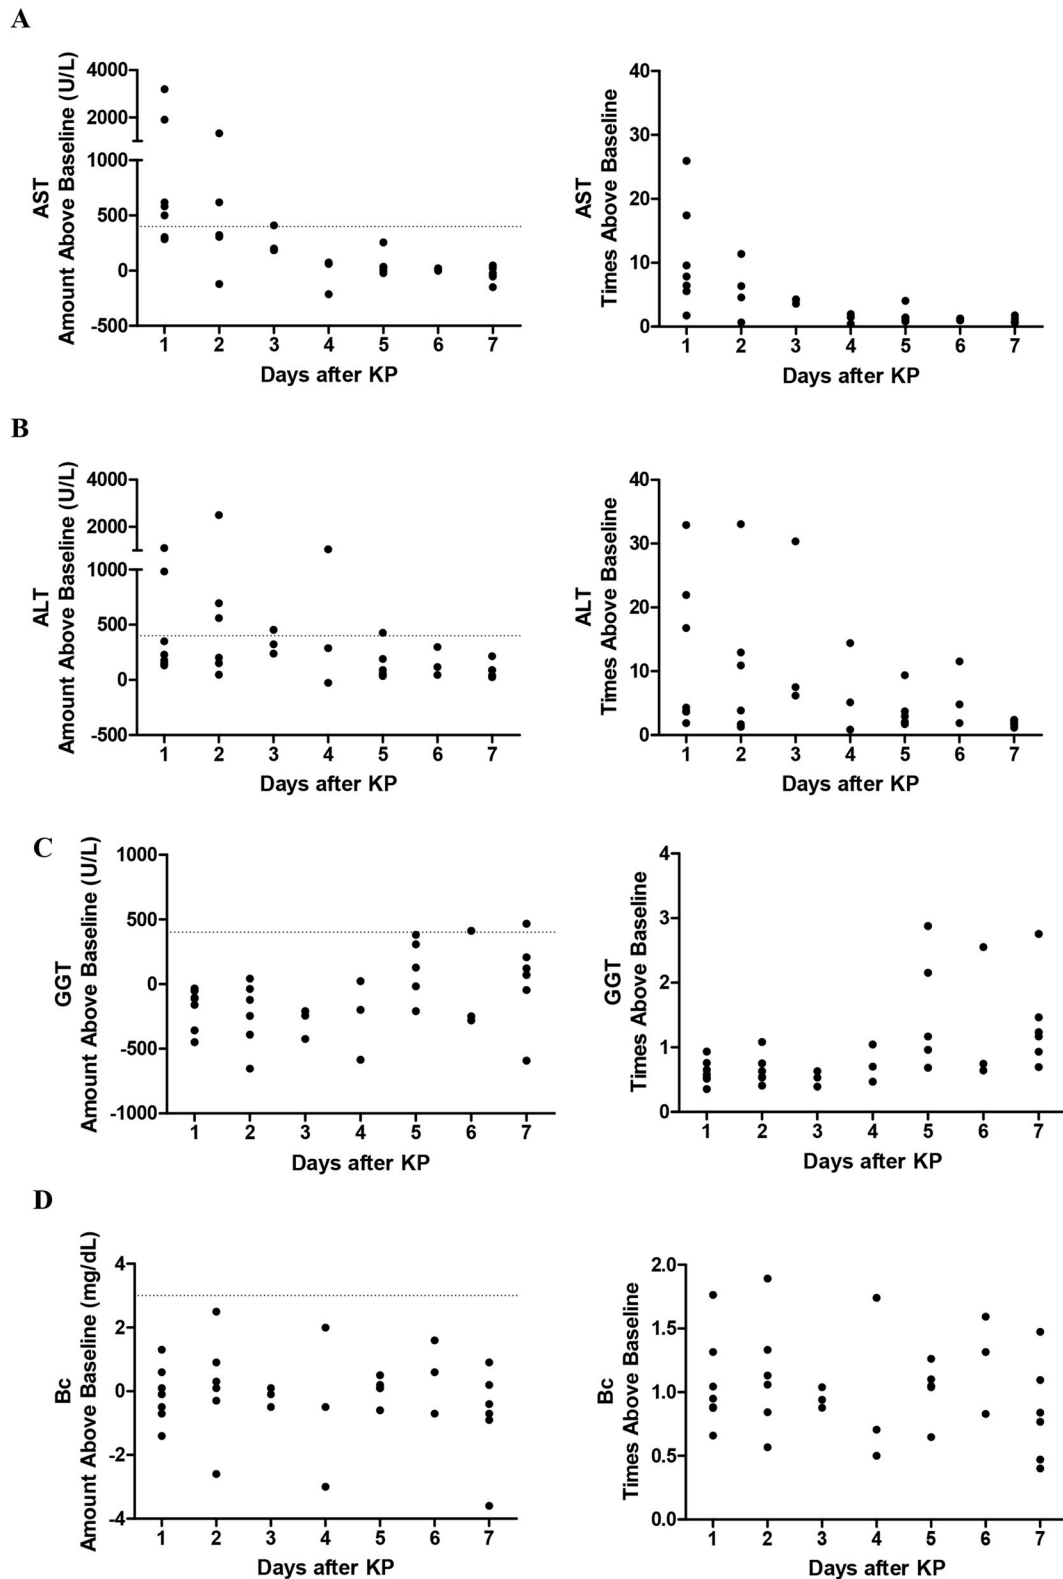 A
AST
Amount Above Baseline (U/L)
4000
2000
1000
500
0
-500
1 2 3 4 5 6 7
Days after KP
AST
Times Above Baseline
40
30
20
10
0
1 2 3 4 5 6 7
Days after KP
B
ALT
Amount Above Baseline (U/L)
4000
2000
1000
500
0
-500
1 2 3 4 5 6 7
Days after KP
ALT
Times Above Baseline
40
30
20
10
0
1 2 3 4 5 6 7
Days after KP
C
GGT
Amount Above Baseline (U/L)
1000
500
0
-500
-1000
1 2 3 4 5 6 7
Days after KP
GGT
Times Above Baseline
4
3
2
1
0
1 2 3 4 5 6 7
Days after KP
D
Bc
Amount Above Baseline (mg/dL)
4
2
0
-2
-4
1 2 3 4 5 6 7
Days after KP
Bc
Times Above Baseline
2.0
1.5
1.0
0.5
0.0
1 2 3 4 5 6 7
Days after KP